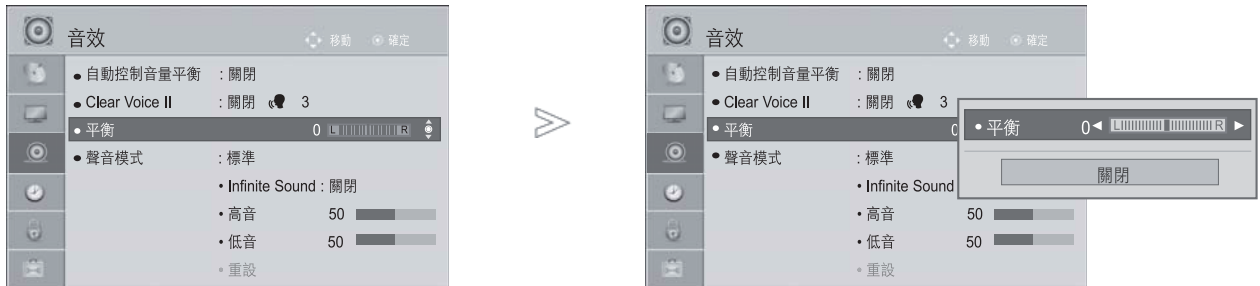 音效 移動 確定
● 自動控制音量平衡 : 關閉
● Clear Voice II : 關閉 3
● 平衡 0 L R
● 聲音模式 : 標準
• Infinite Sound : 關閉
• 高音 50
• 低音 50
• 重設
>
音效 移動 確定
● 自動控制音量平衡 : 關閉
● Clear Voice II : 關閉 3
● 平衡 0
● 聲音模式 : 標準
• Infinite Sound
• 高音 50
• 低音 50
• 重設
● 平衡 0◄ L R ►
關閉